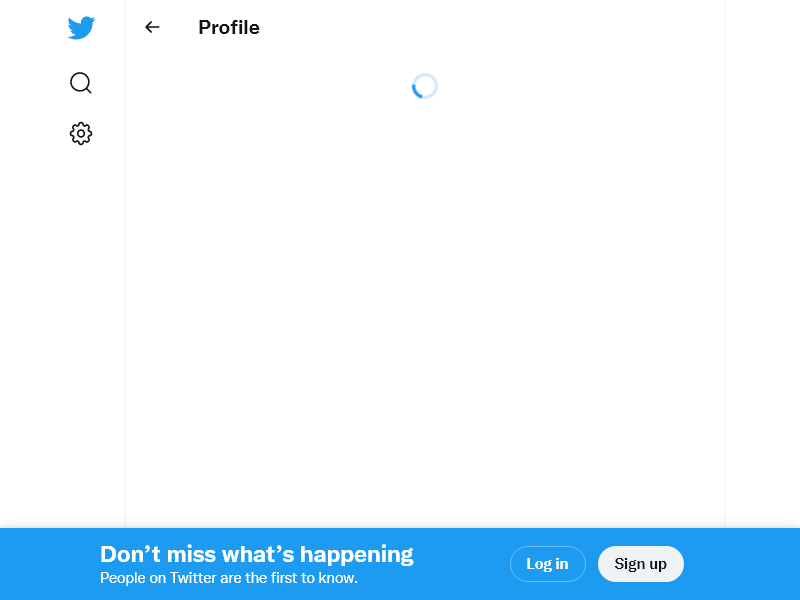 Profile
Don’t miss what’s happening
People on Twitter are the first to know.
Log in
Sign up